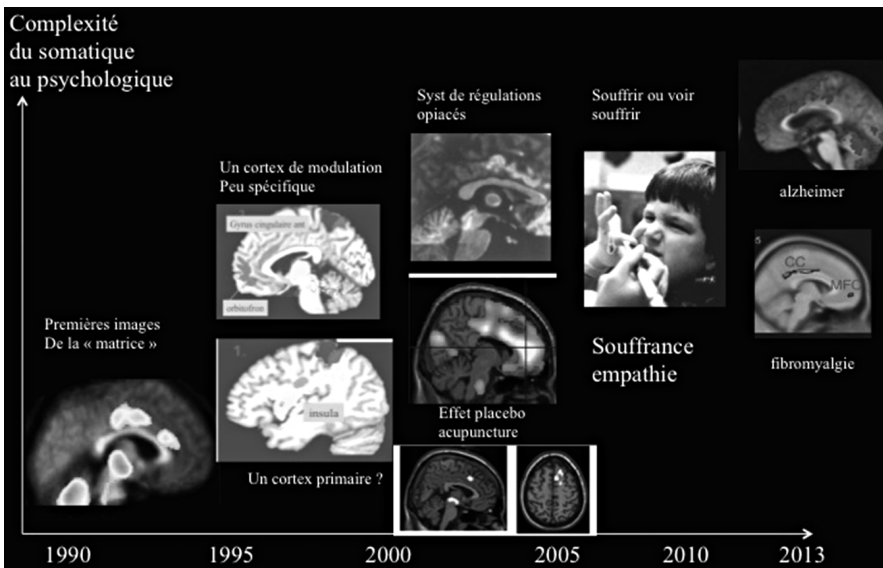 Complexité
du somatique
au psychologique
Syst de régulations
opiacés
Souffrir ou voir
souffrir
Un cortex de modulation
Peu spécifique
alzheimer
Gyrus cingulaire ant
orbitofron
5
CC
MFC
Premières images
De la « matrice »
1.
insula
Souffrance
empathie
fibromyalgie
Effet placebo
acupuncture
Un cortex primaire ?
1990
1995
2000
2005
2010
2013